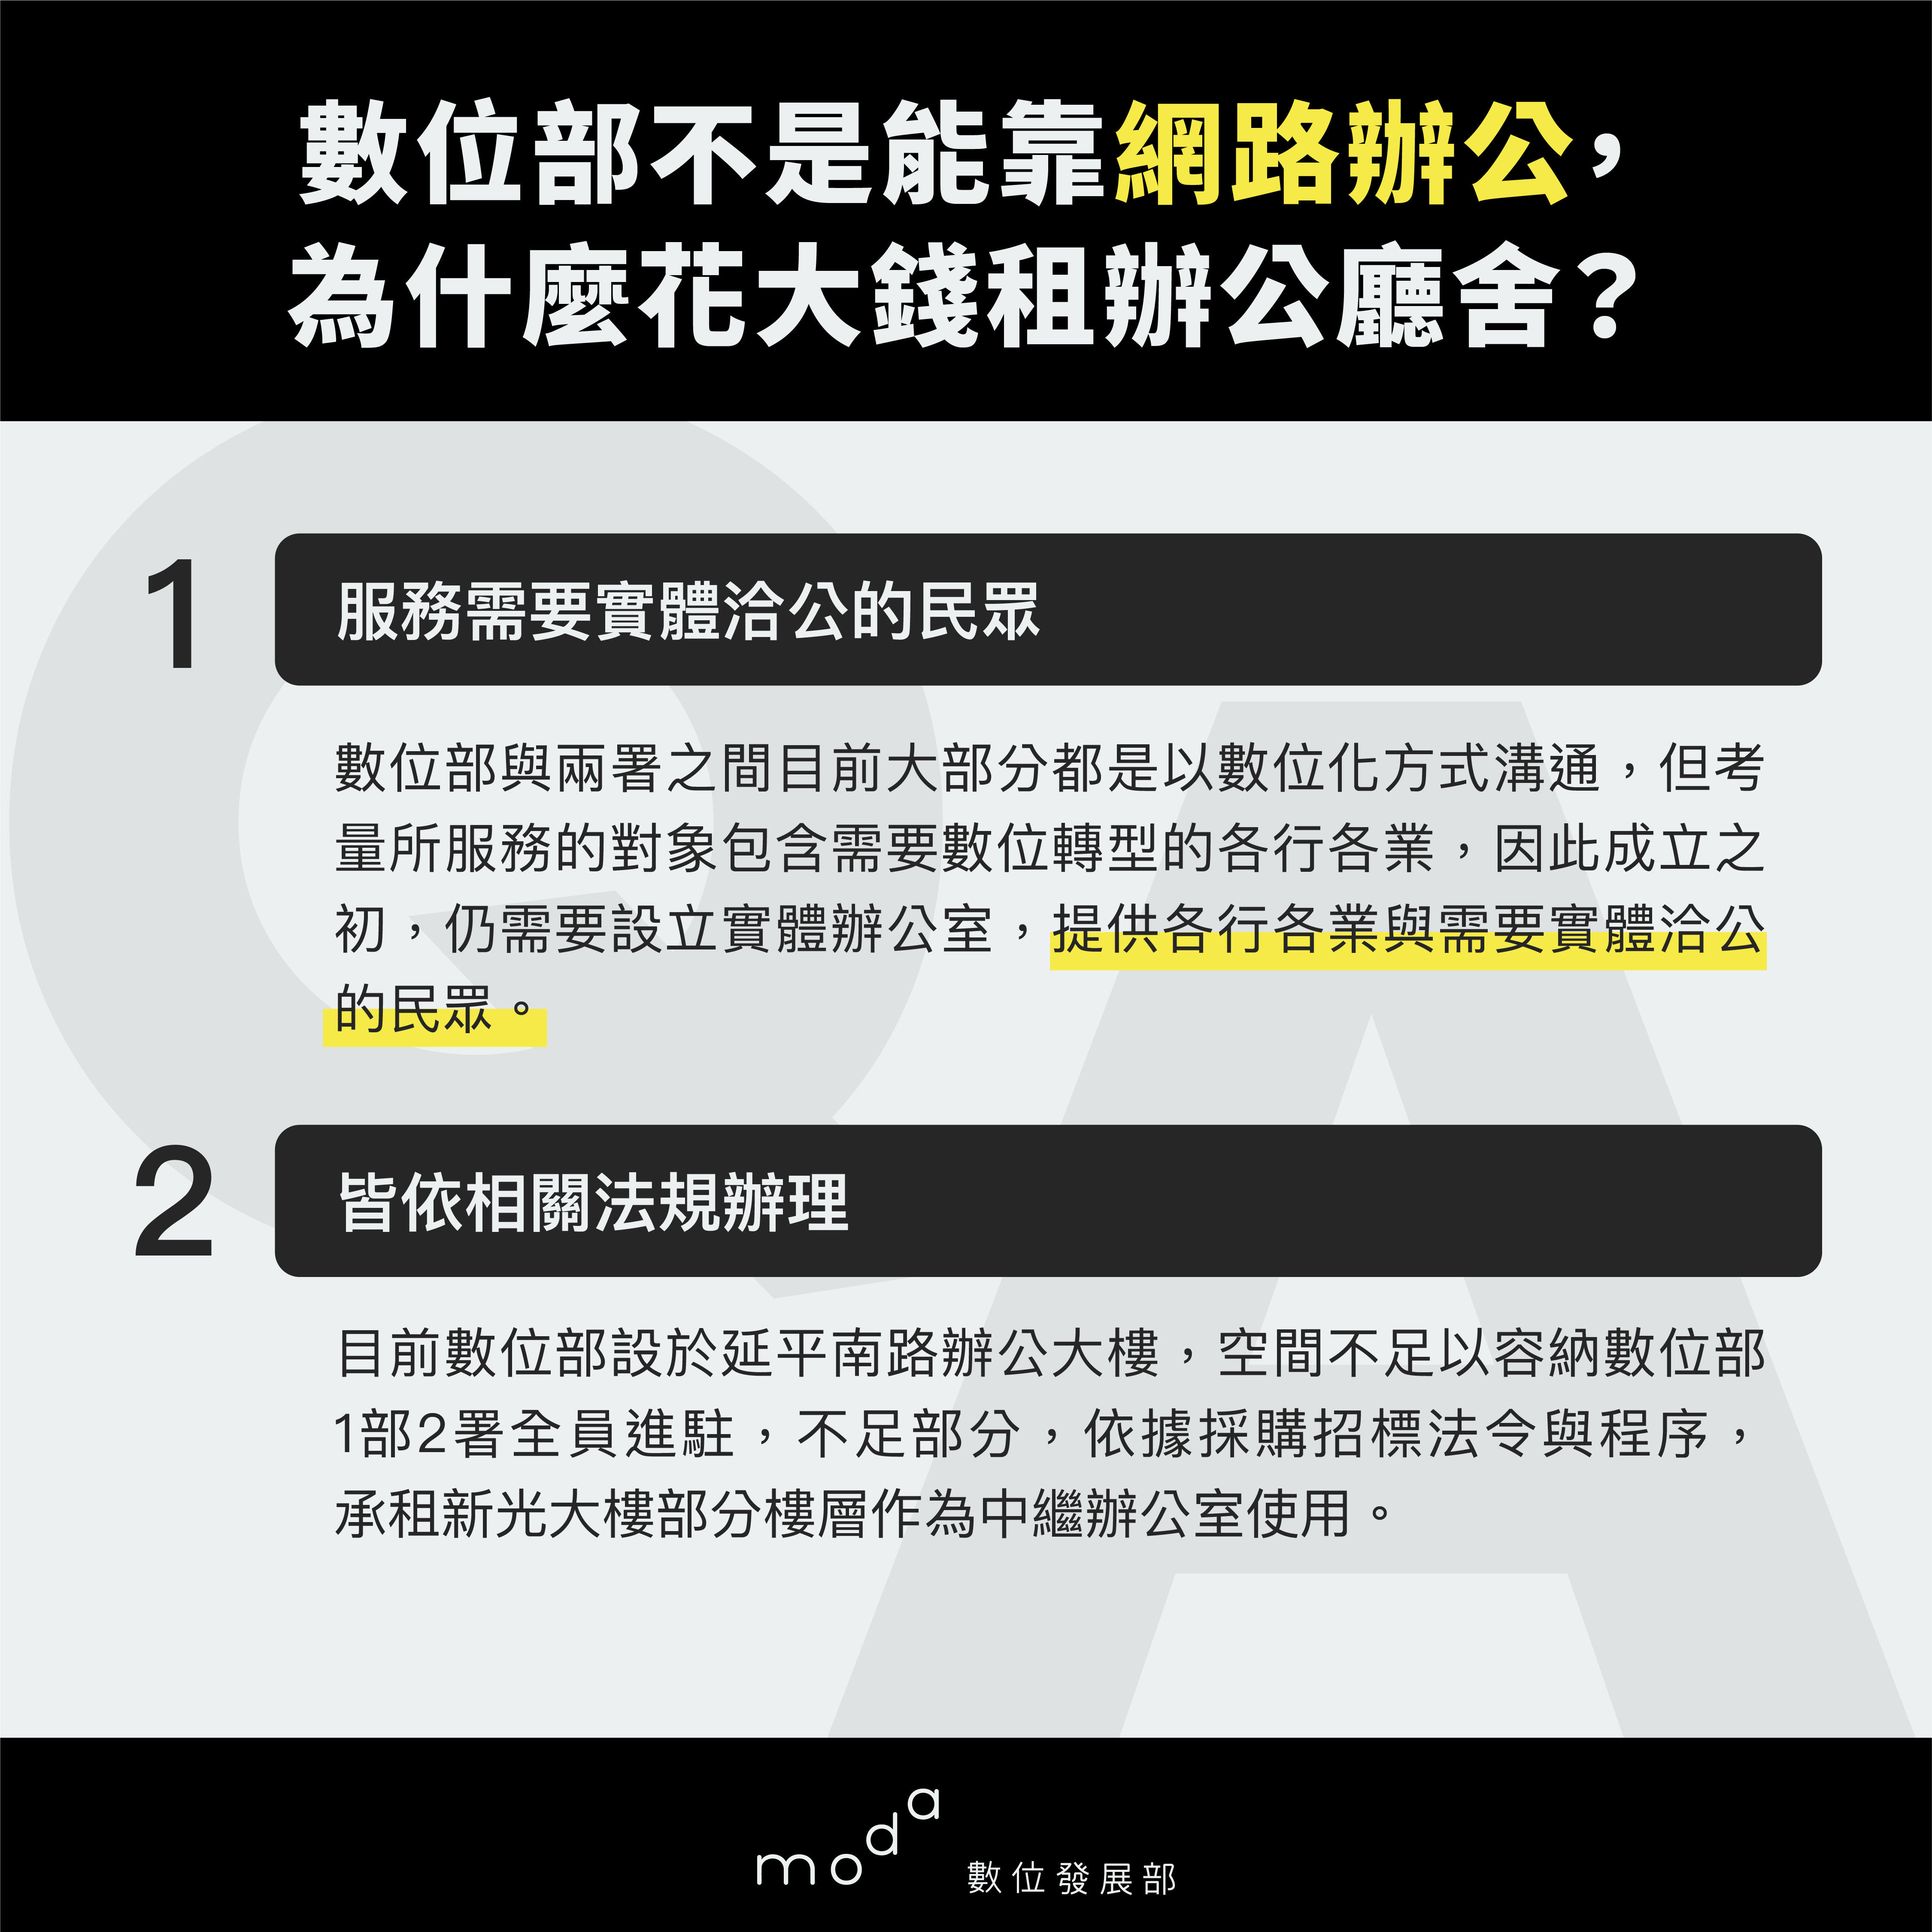 數位部不是能靠網路辦公，
為什麼花大錢租辦公廳舍？
1
服務需要實體洽公的民眾
數位部與兩署之間目前大部分都是以數位化方式溝通，但考
量所服務的對象包含需要數位轉型的各行各業，因此成立之
初，仍需要設立實體辦公室，提供各行各業與需要實體洽公
的民眾。
2
皆依相關法規辦理
目前數位部設於延平南路辦公大樓，空間不足以容納數位部
1部2署全員進駐，不足部分，依據採購招標法令與程序，
承租新光大樓部分樓層作為中繼辦公室使用。
QA
moda 數位發展部